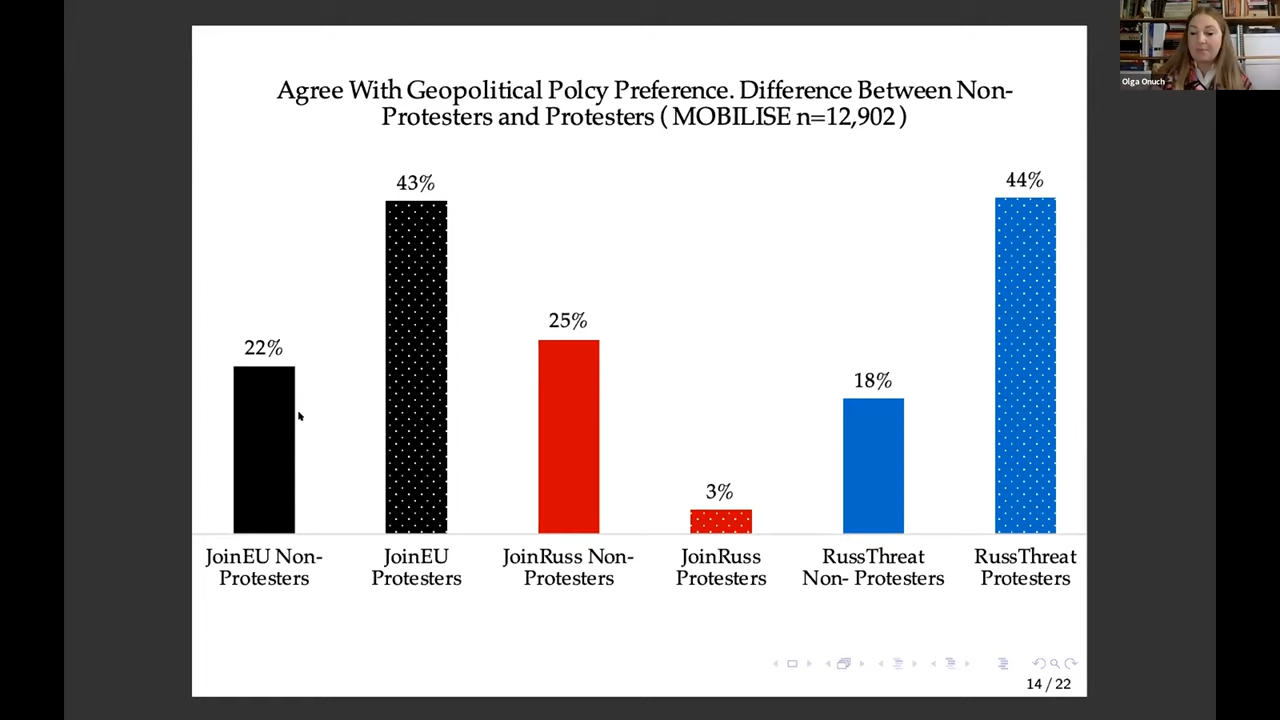 Agree With Geopolitical Polcy Preference. Difference Between Non-
Protesters and Protesters ( MOBILISE n=12,902 )
Olga Onuch
22%
43%
25%
3%
18%
44%
JoinEU Non-
Protesters
JoinEU
Protesters
JoinRuss Non-
Protesters
JoinRuss
Protesters
RussThreat
Non- Protesters
RussThreat
Protesters
14 / 22